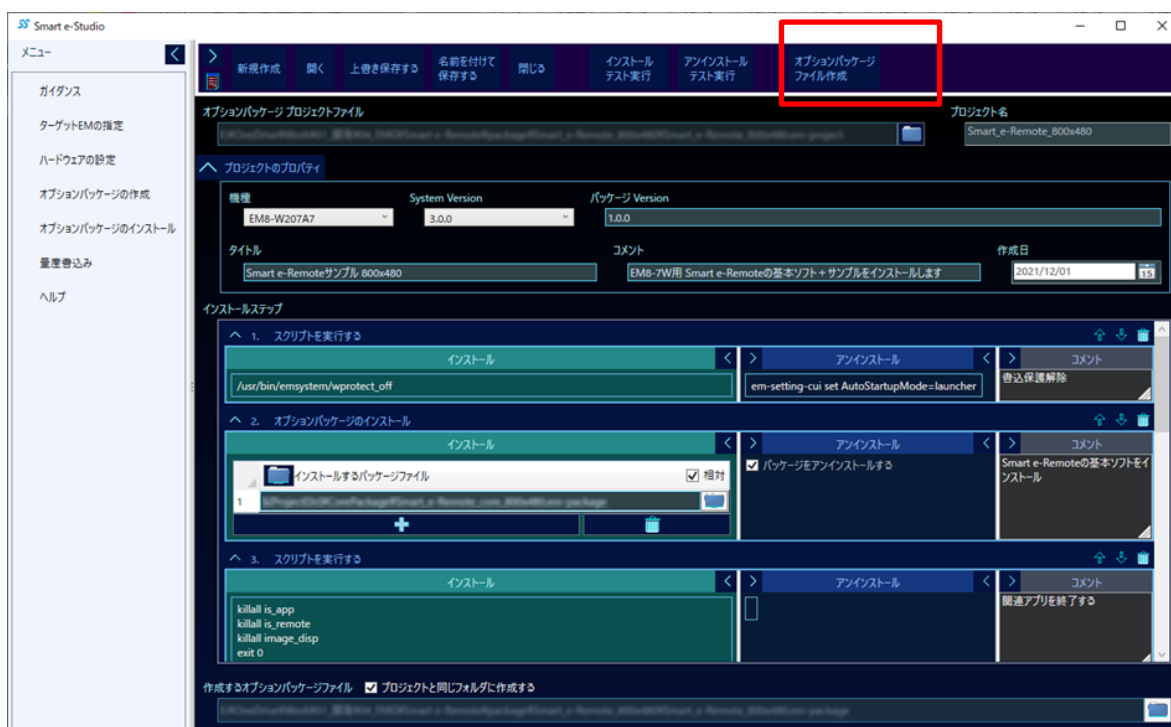 Smart e-Studio
メニュー
ガイダンス
ターゲットEMの指定
ハードウェアの設定
オプションパッケージの作成
オプションパッケージのインストール
量産書込み
ヘルプ
新規作成
開く
上書き保存する
名前を付けて
保存する
閉じる
インストール
テスト実行
アンインストール
テスト実行
オプションパッケージ
ファイル作成
オプションパッケージ プロジェクトファイル
プロジェクト名
Smart_e-Remote_800x480
プロジェクトのプロパティ
機種
System Version
パッケージ Version
EM8-W207A7
3.0.0
1.0.0
タイトル
コメント
作成日
Smart e-Remoteサンプル 800x480
EM8-7W用 Smart e-Remoteの基本ソフト+サンプルをインストールします
2021/12/01
15
インストールステップ
1. スクリプトを実行する
インストール
アンインストール
コメント
/usr/bin/emsystem/wprotect_off
em-setting-cui set AutoStartupMode=launcher
書込保護解除
2. オプションパッケージのインストール
インストール
アンインストール
コメント
インストールするパッケージファイル
相対
1
パッケージをアンインストールする
Smart e-Remoteの基本ソフトをイ
ンストール
3. スクリプトを実行する
インストール
アンインストール
コメント
killall is_app
killall is_remote
killall image_disp
exit 0
関連アプリを終了する
作成するオプションパッケージファイル
プロジェクトと同じフォルダに作成する